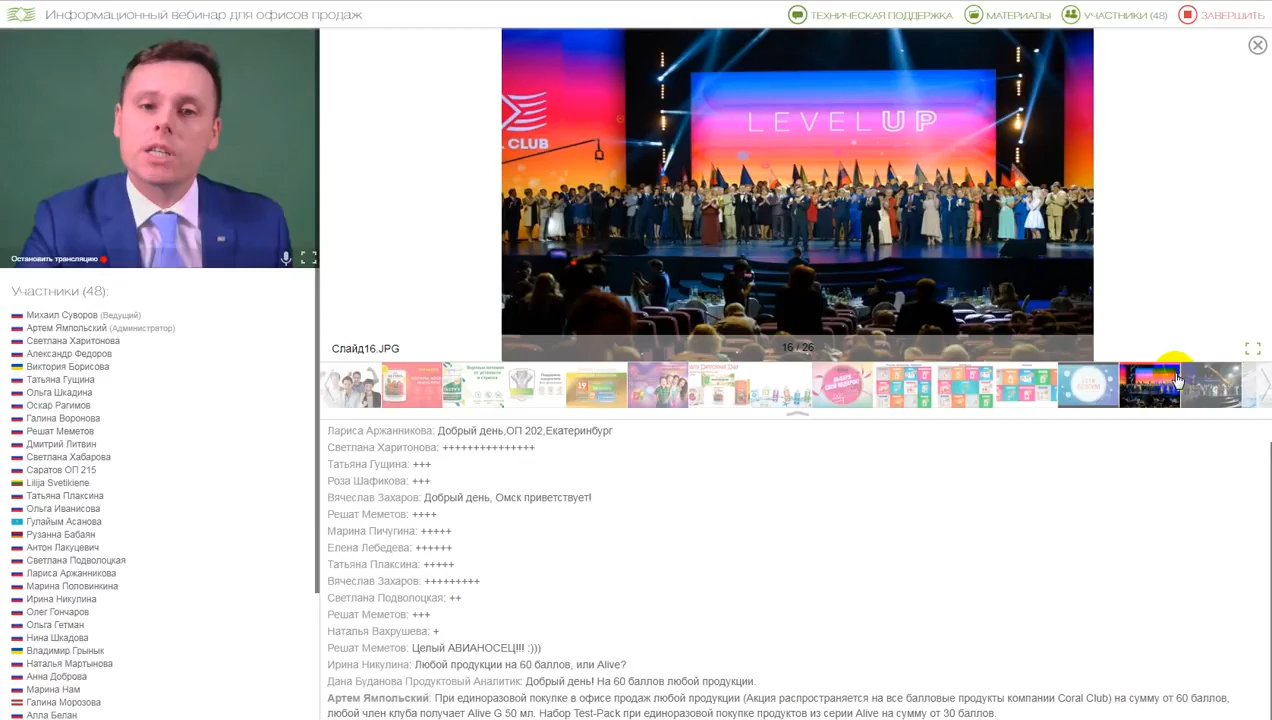 Информационный вебинар для офисов продаж
ТЕХНИЧЕСКАЯ ПОДДЕРЖКА
МАТЕРИАЛЫ
УЧАСТНИКИ (48)
ЗАВЕРШИТЬ
Остановить трансляцию
LEVELUP
CLUB
Слайд16.JPG
16 / 26
Участники (48):
Михаил Суворов (Ведущий)
Артем Ямпольский (Администратор)
Светлана Харитонова
Александр Федоров
Виктория Борисова
Татьяна Гущина
Ольга Шкадина
Оскар Рагимов
Галина Воронова
Решат Меметов
Дмитрий Литвин
Светлана Хабарова
Саратов ОП 215
Lilija Svetikiene
Татьяна Плаксина
Ольга Иванисова
Гулайым Асанова
Рузанна Бабаян
Антон Лакуцевич
Светлана Подволоцкая
Лариса Аржанникова
Марина Половинкина
Ирина Никулина
Олег Гончаров
Ольга Гетман
Нина Шкадова
Владимир Грынык
Наталья Мартынова
Анна Доброва
Марина Нам
Галина Морозова
Алла Белан
Лариса Аржанникова: Добрый день,ОП 202,Екатеринбург
Светлана Харитонова: +++++++++++++++
Татьяна Гущина: +++
Роза Шафикова: +++
Вячеслав Захаров: Добрый день, Омск приветствует!
Решат Меметов: ++++
Марина Пичугина: +++++
Елена Лебедева: ++++++
Татьяна Плаксина: +++++
Вячеслав Захаров: +++++++++
Светлана Подволоцкая: ++
Решат Меметов: +++
Наталья Вахрушева: +
Решат Меметов: Целый АВИАНОСЕЦ!!! :)))
Ирина Никулина: Любой продукции на 60 баллов, или Alive?
Дана Буданова Продуктовый Аналитик: Добрый день! На 60 баллов любой продукции.
Артем Ямпольский: При единоразовой покупке в офисе продаж любой продукции (Акция распространяется на все балловые продукты компании Coral Club) на сумму от 60 баллов,
любой член клуба получает Alive G 50 мл. Набор Test-Pack при единоразовой покупке продуктов из серии Alive на сумму от 30 баллов.